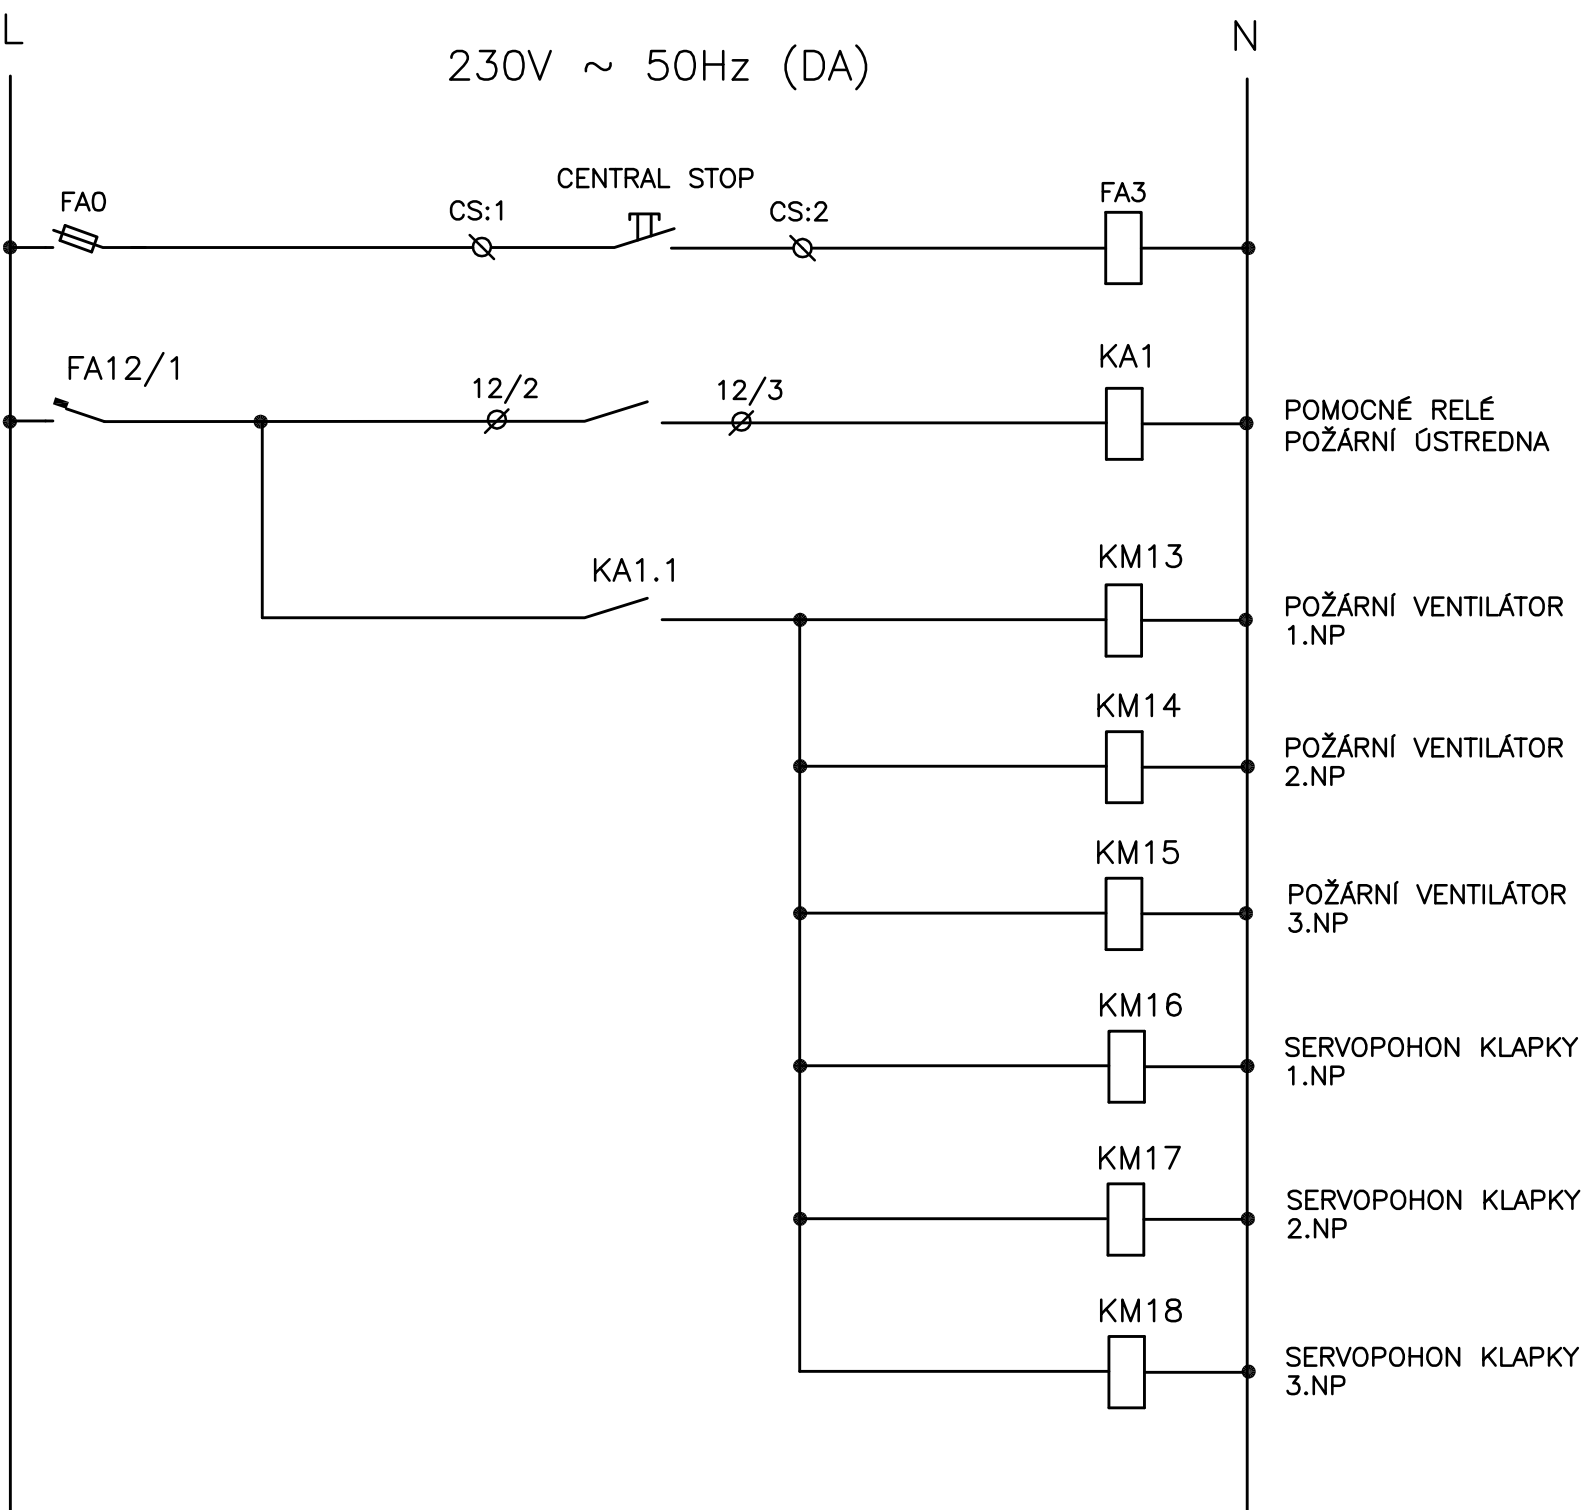 L
N
230V ~ 50Hz (DA)
CENTRAL STOP
FA0
CS:1
CS:2
FA3
FA12/1
12/2
12/3
KA1
POMOCNÉ RELÉ
POŽÁRNÍ ÚSTREDNA
KA1.1
KM13
POŽÁRNÍ VENTILÁTOR
1.NP
KM14
POŽÁRNÍ VENTILÁTOR
2.NP
KM15
POŽÁRNÍ VENTILÁTOR
3.NP
KM16
SERVOPOHON KLAPKY
1.NP
KM17
SERVOPOHON KLAPKY
2.NP
KM18
SERVOPOHON KLAPKY
3.NP